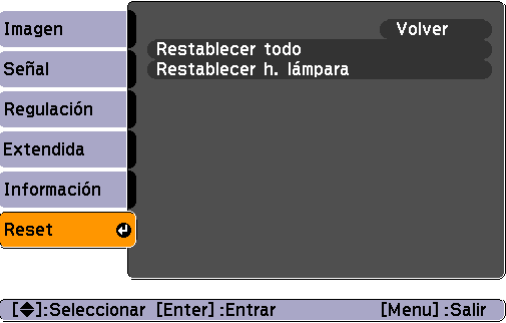 Imagen
Señal
Regulación
Extendida
Información
Reset
Volver
Restablecer todo
Restablecer h. lámpara
[◆]:Seleccionar [Enter]:Entrar [Menu]:Salir